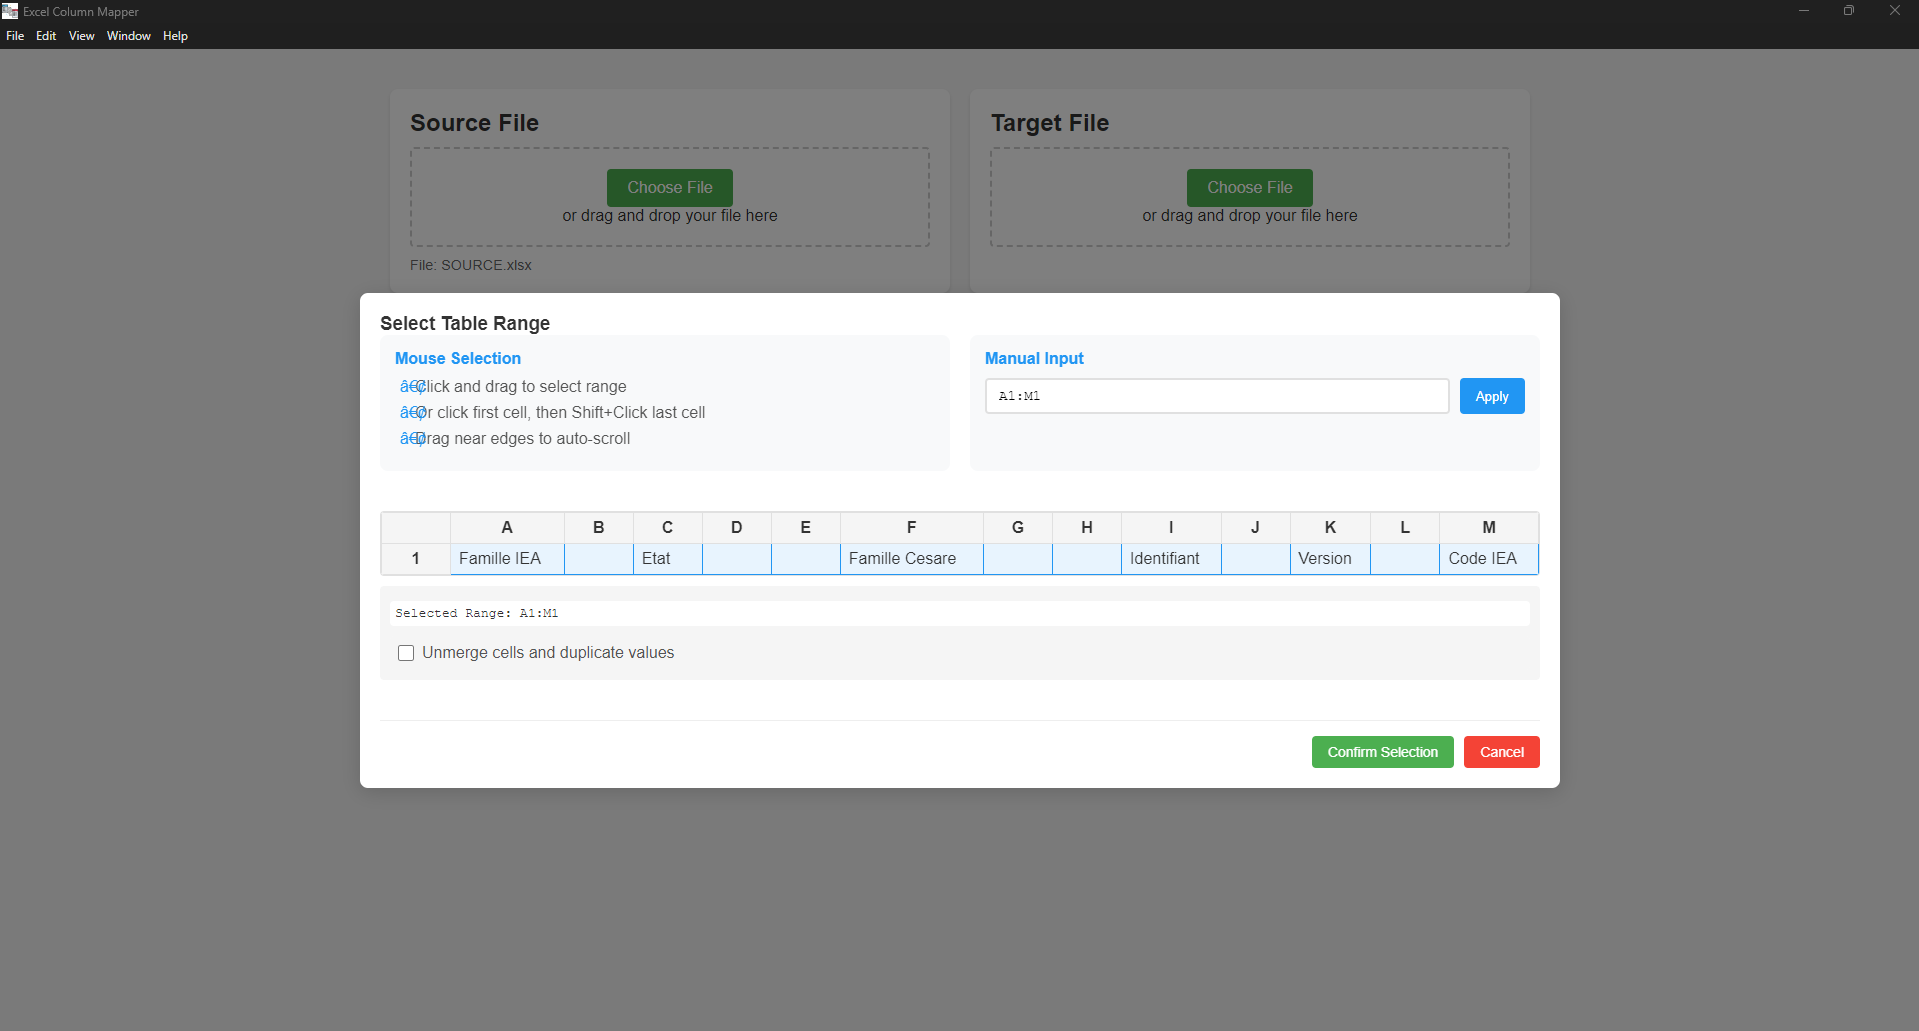 Excel Column Mapper
File Edit View Window Help
Source File
Choose File
or drag and drop your file here
File: SOURCE.xlsx
Target File
Choose File
or drag and drop your file here
Select Table Range
Mouse Selection
•Click and drag to select range
•Or click first cell, then Shift+Click last cell
•Drag near edges to auto-scroll
Manual Input
A1:M1
Apply
A B C D E F G H I J K L M
1 Famille IEA Etat Famille Cesare Identifiant Version Code IEA
Selected Range: A1:M1
Unmerge cells and duplicate values
Confirm Selection
Cancel